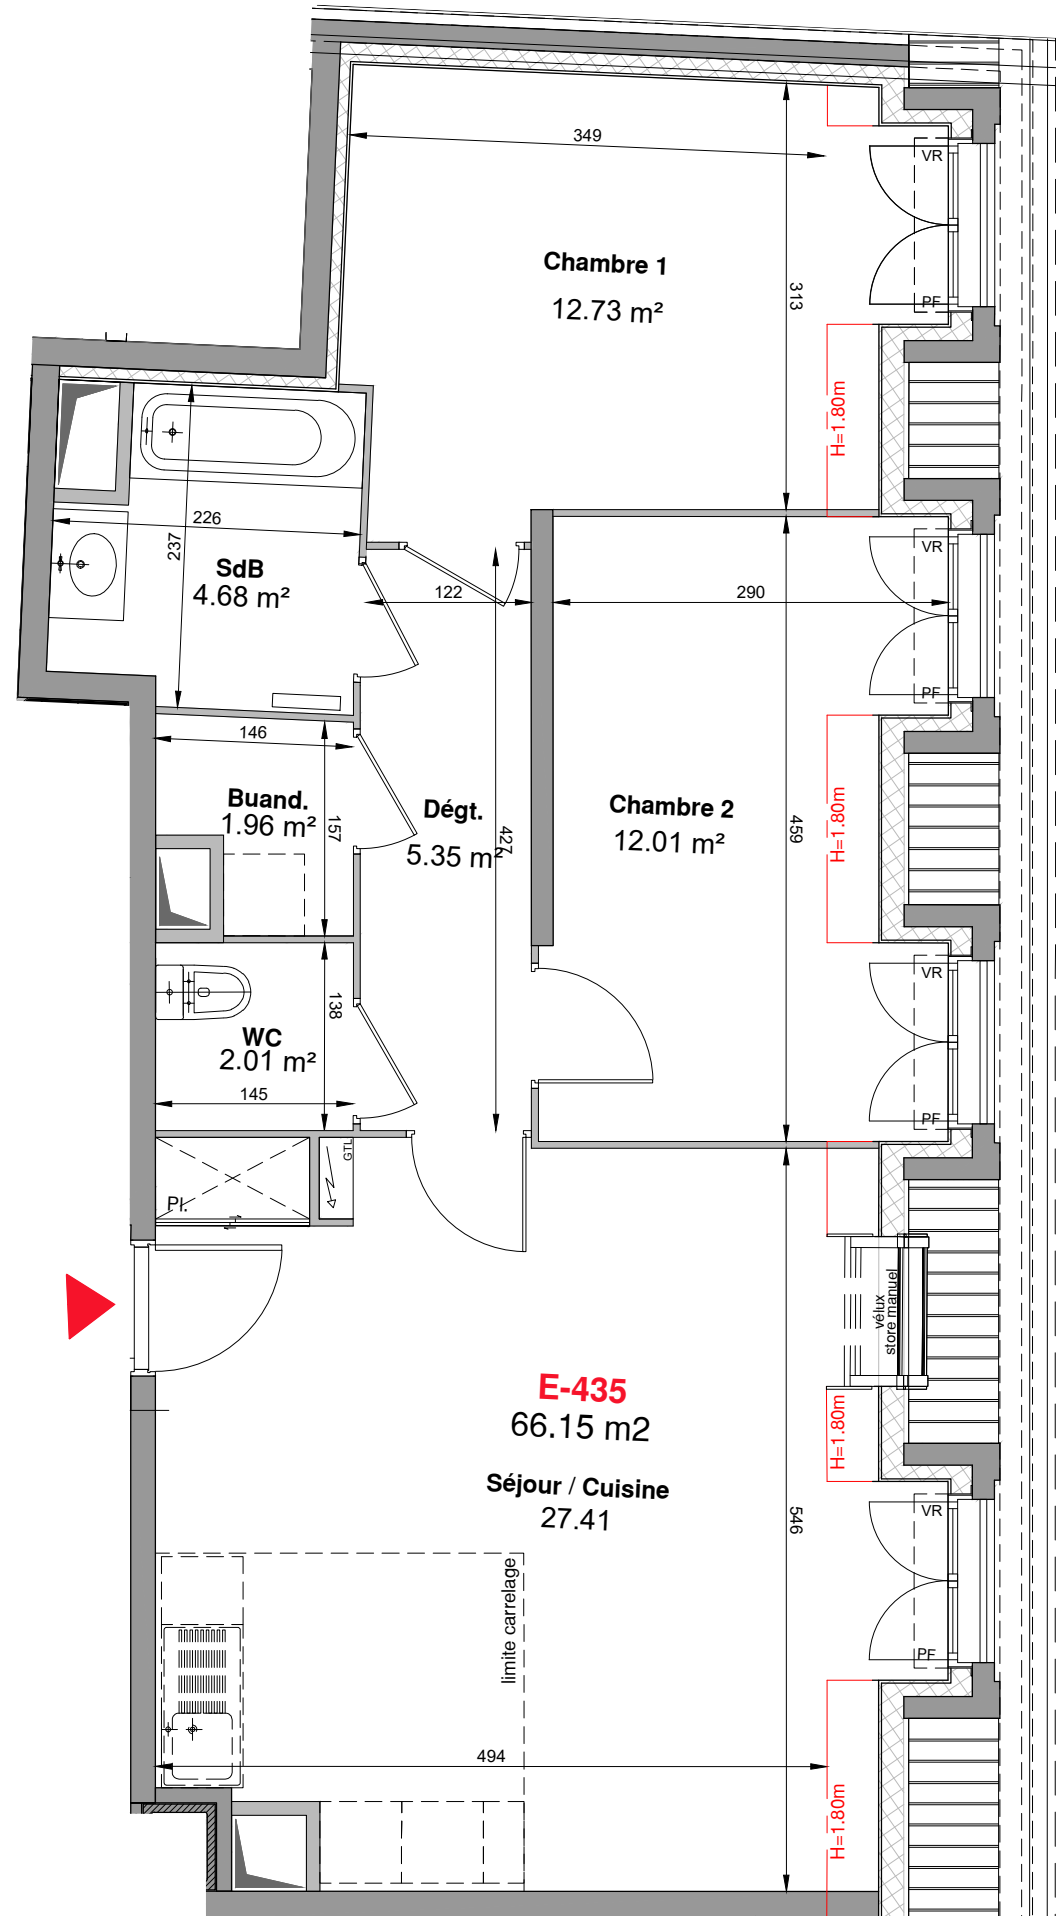 349
VR
Chambre 1
12.73 m²
313
PF
H=1.80m
226
237
SdB
4.68 m²
122
290
VR
PF
146
Buand.
1.96 m²
157
Dégt.
5.35 m²
427
Chambre 2
12.01 m²
459
H=1.80m
VR
138
WC
2.01 m²
145
PF
GTL
Pl.
vélux
store manuel
E-435
66.15 m2
H=1.80m
Séjour / Cuisine
27.41
546
VR
limite carrelage
PF
494
H=1.80m